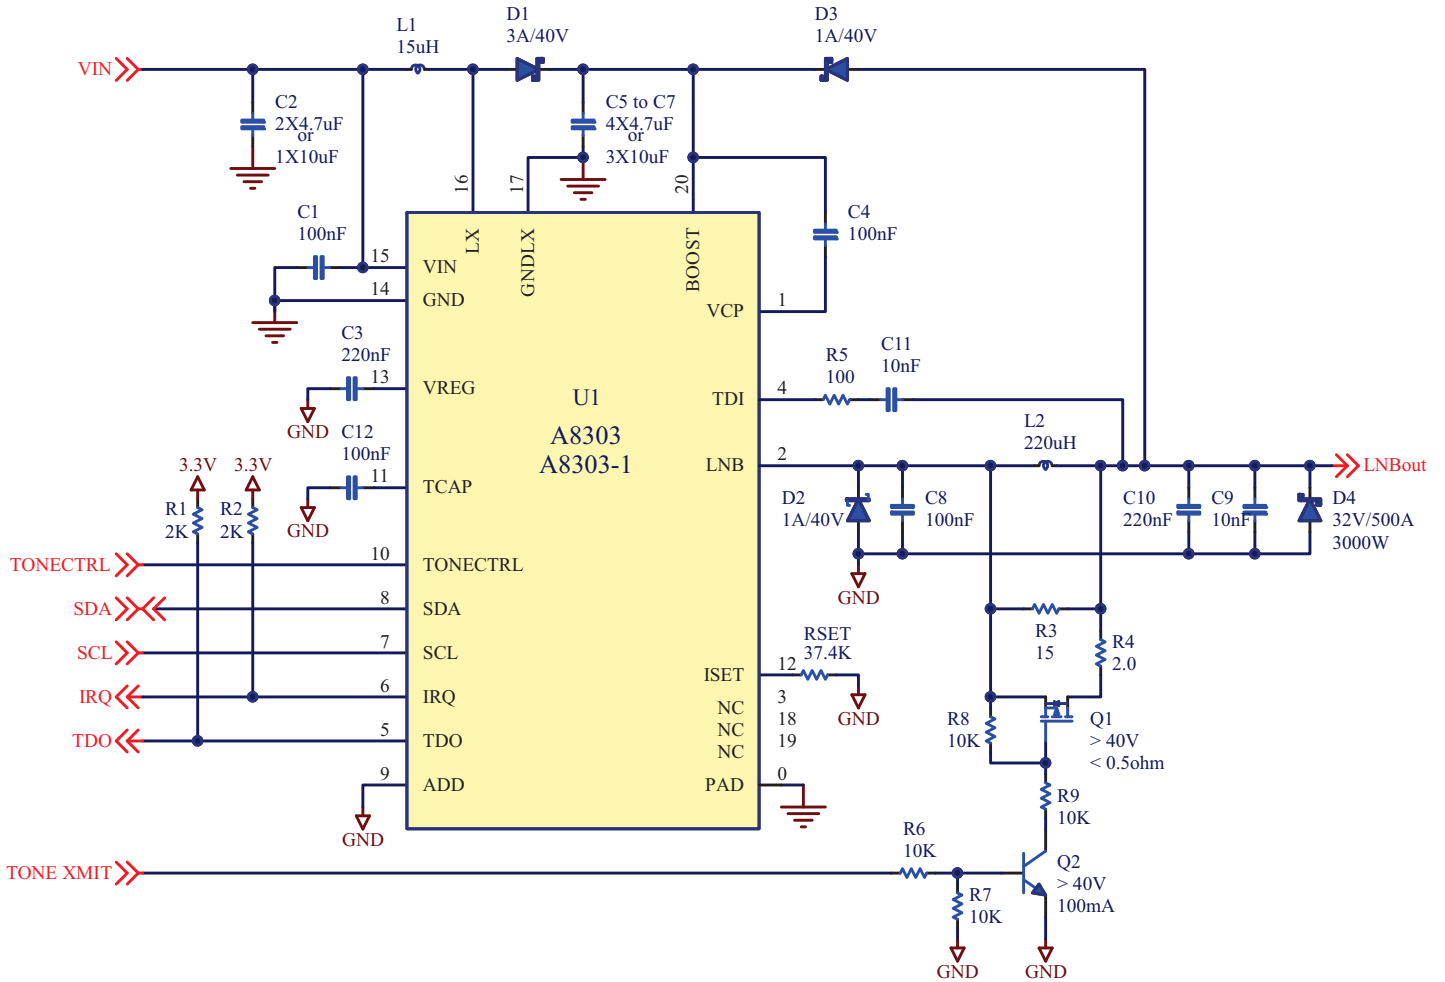 VIN
L1
15uH
D1
3A/40V
D3
1A/40V
C2
2X4.7uF
or
1X10uF
C5 to C7
4X4.7uF
or
3X10uF
16
17
20
C1
100nF
C4
100nF
LX
GNDLX
BOOST
15
VIN
14
GND
1
VCP
C3
220nF
13
VREG
GND
R5
100
C11
10nF
4
TDI
U1
A8303
A8303-1
C12
100nF
11
TCAP
GND
L2
220uH
2
LNB
LNBout
3.3V
3.3V
R1
2K
R2
2K
D2
1A/40V
C8
100nF
C10
220nF
C9
10nF
D4
32V/500A
3000W
GND
TONECTRL
10
TONECTRL
SDA
8
SDA
SCL
7
SCL
IRQ
6
IRQ
TDO
5
TDO
9
ADD
GND
RSET
37.4K
12
ISET
GND
3
NC
18
NC
19
NC
0
PAD
R3
15
R4
2.0
R8
10K
Q1
> 40V
< 0.5ohm
R9
10K
TONE XMIT
R6
10K
R7
10K
Q2
> 40V
100mA
GND
GND